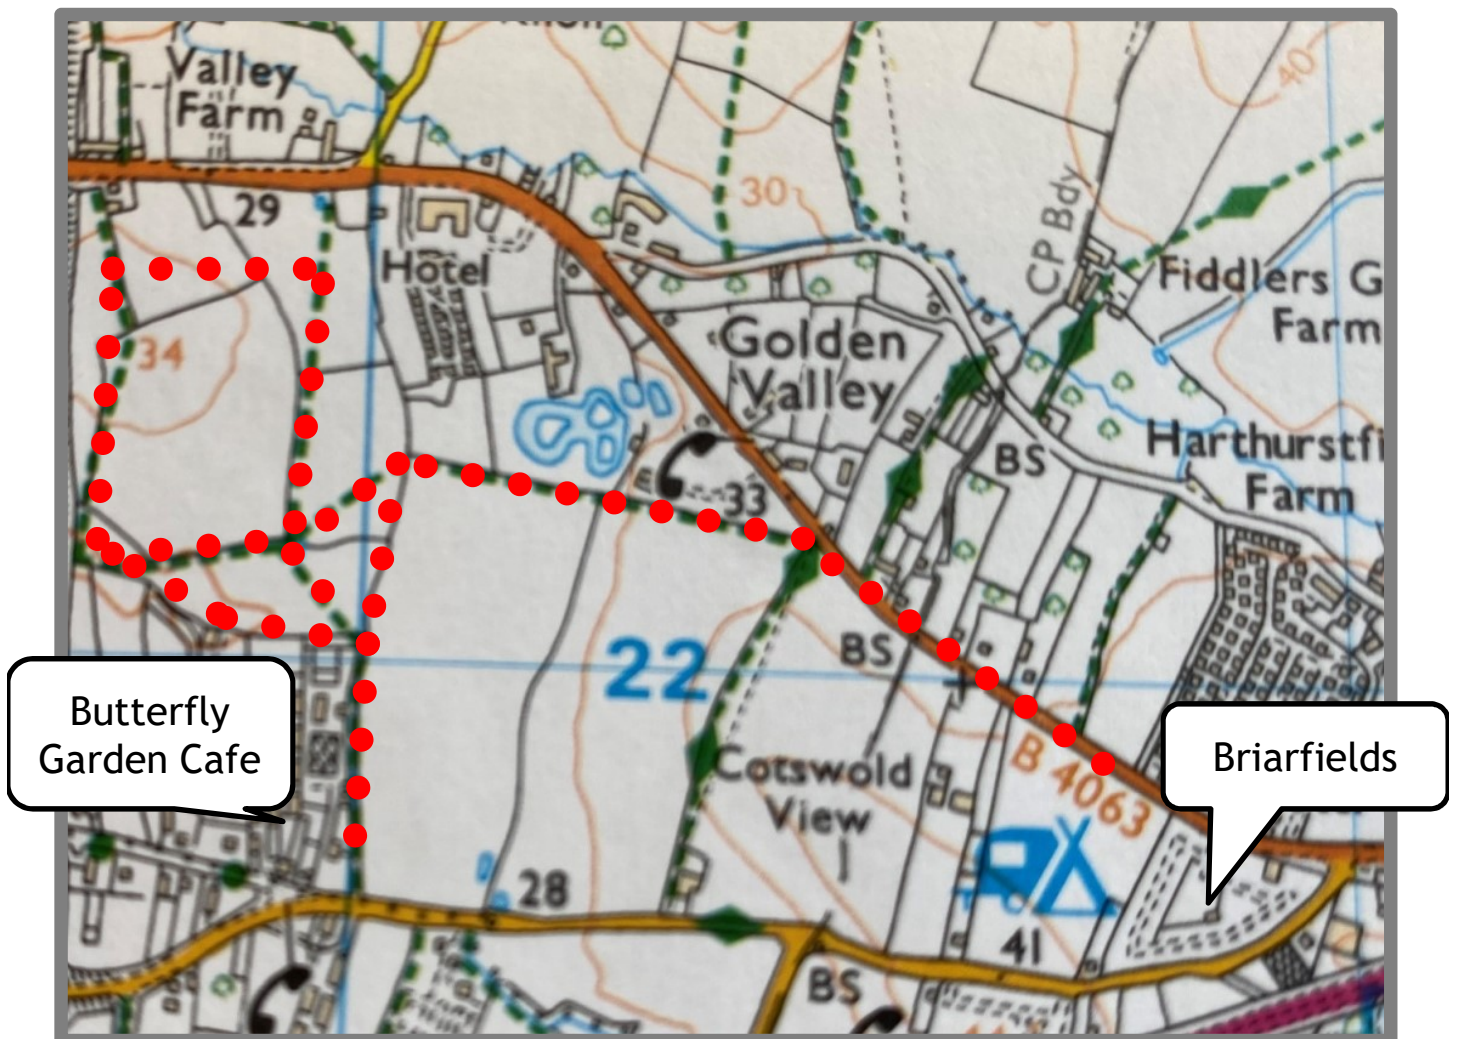 Valley
Farm
29
Hotel
34
30
40
CP Bdy
Fiddlers G
Farm
Golden
Valley
BS
Harthurstfi
Farm
33
22
BS
Butterfly
Garden Cafe
Cotswold
View
B 4063
Briarfields
28
41
BS